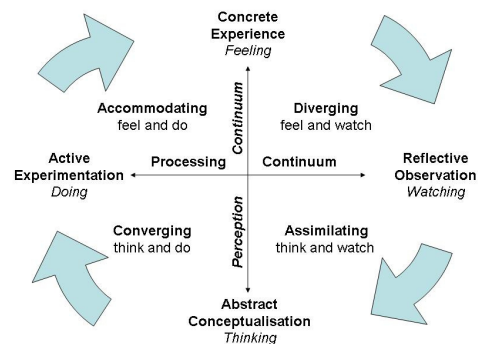 Concrete
Experience
Feeling
Accommodating
feel and do
Continuum
Diverging
feel and watch
Active
Experimentation
Doing
Processing
Continuum
Reflective
Observation
Watching
Converging
think and do
Perception
Assimilating
think and watch
Abstract
Conceptualisation
Thinking